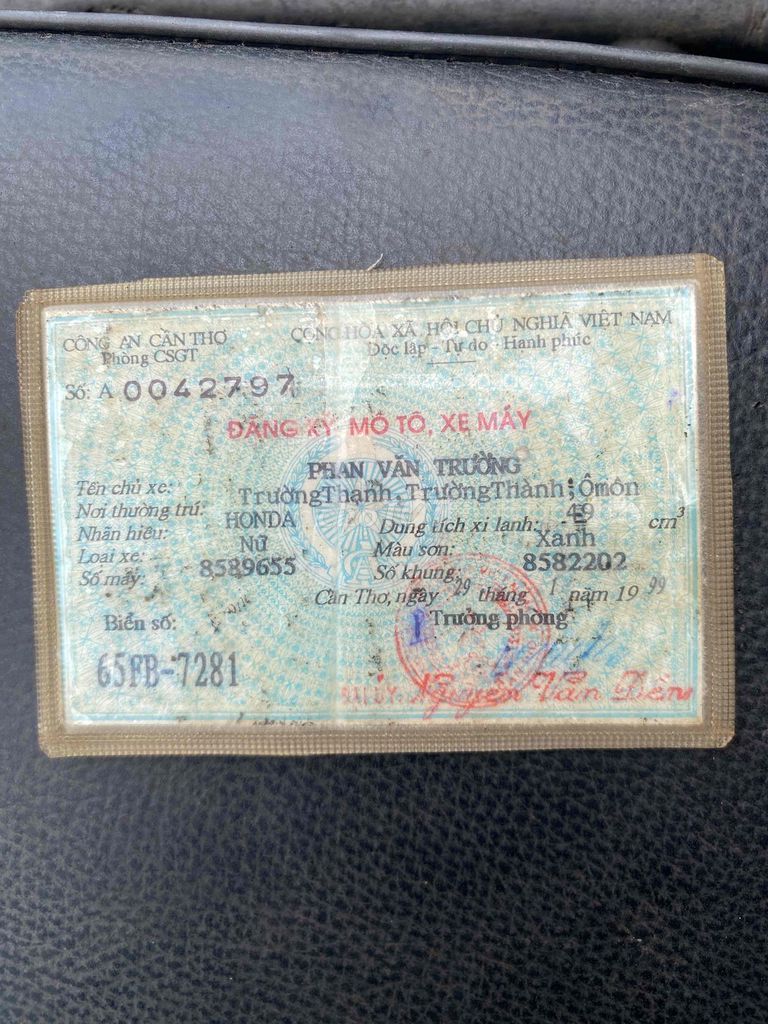 CÔNG AN CẦN THƠ
Phòng CSGT
CỘNG HÒA XÃ HỘI CHỦ NGHĨA VIỆT NAM
Độc lập - Tự do - Hạnh phúc
Số: A 0042797
ĐĂNG KÝ MÔ TÔ, XE MÁY
Tên chủ xe: PHAN VĂN TRƯỜNG
Nơi thường trú: TrườngThạnh, TrườngThành, Ômôn
Nhãn hiệu: HONDA Dung tích xi lanh: 49 cm3
Loại xe: Nữ Màu sơn: Xanh
Số máy: 8589655 Số khung: 8582202
Cần Thơ, ngày 29 tháng 1 năm 1999
Biển số: Trưởng phòng
65FB-7281
Nguyễn Văn